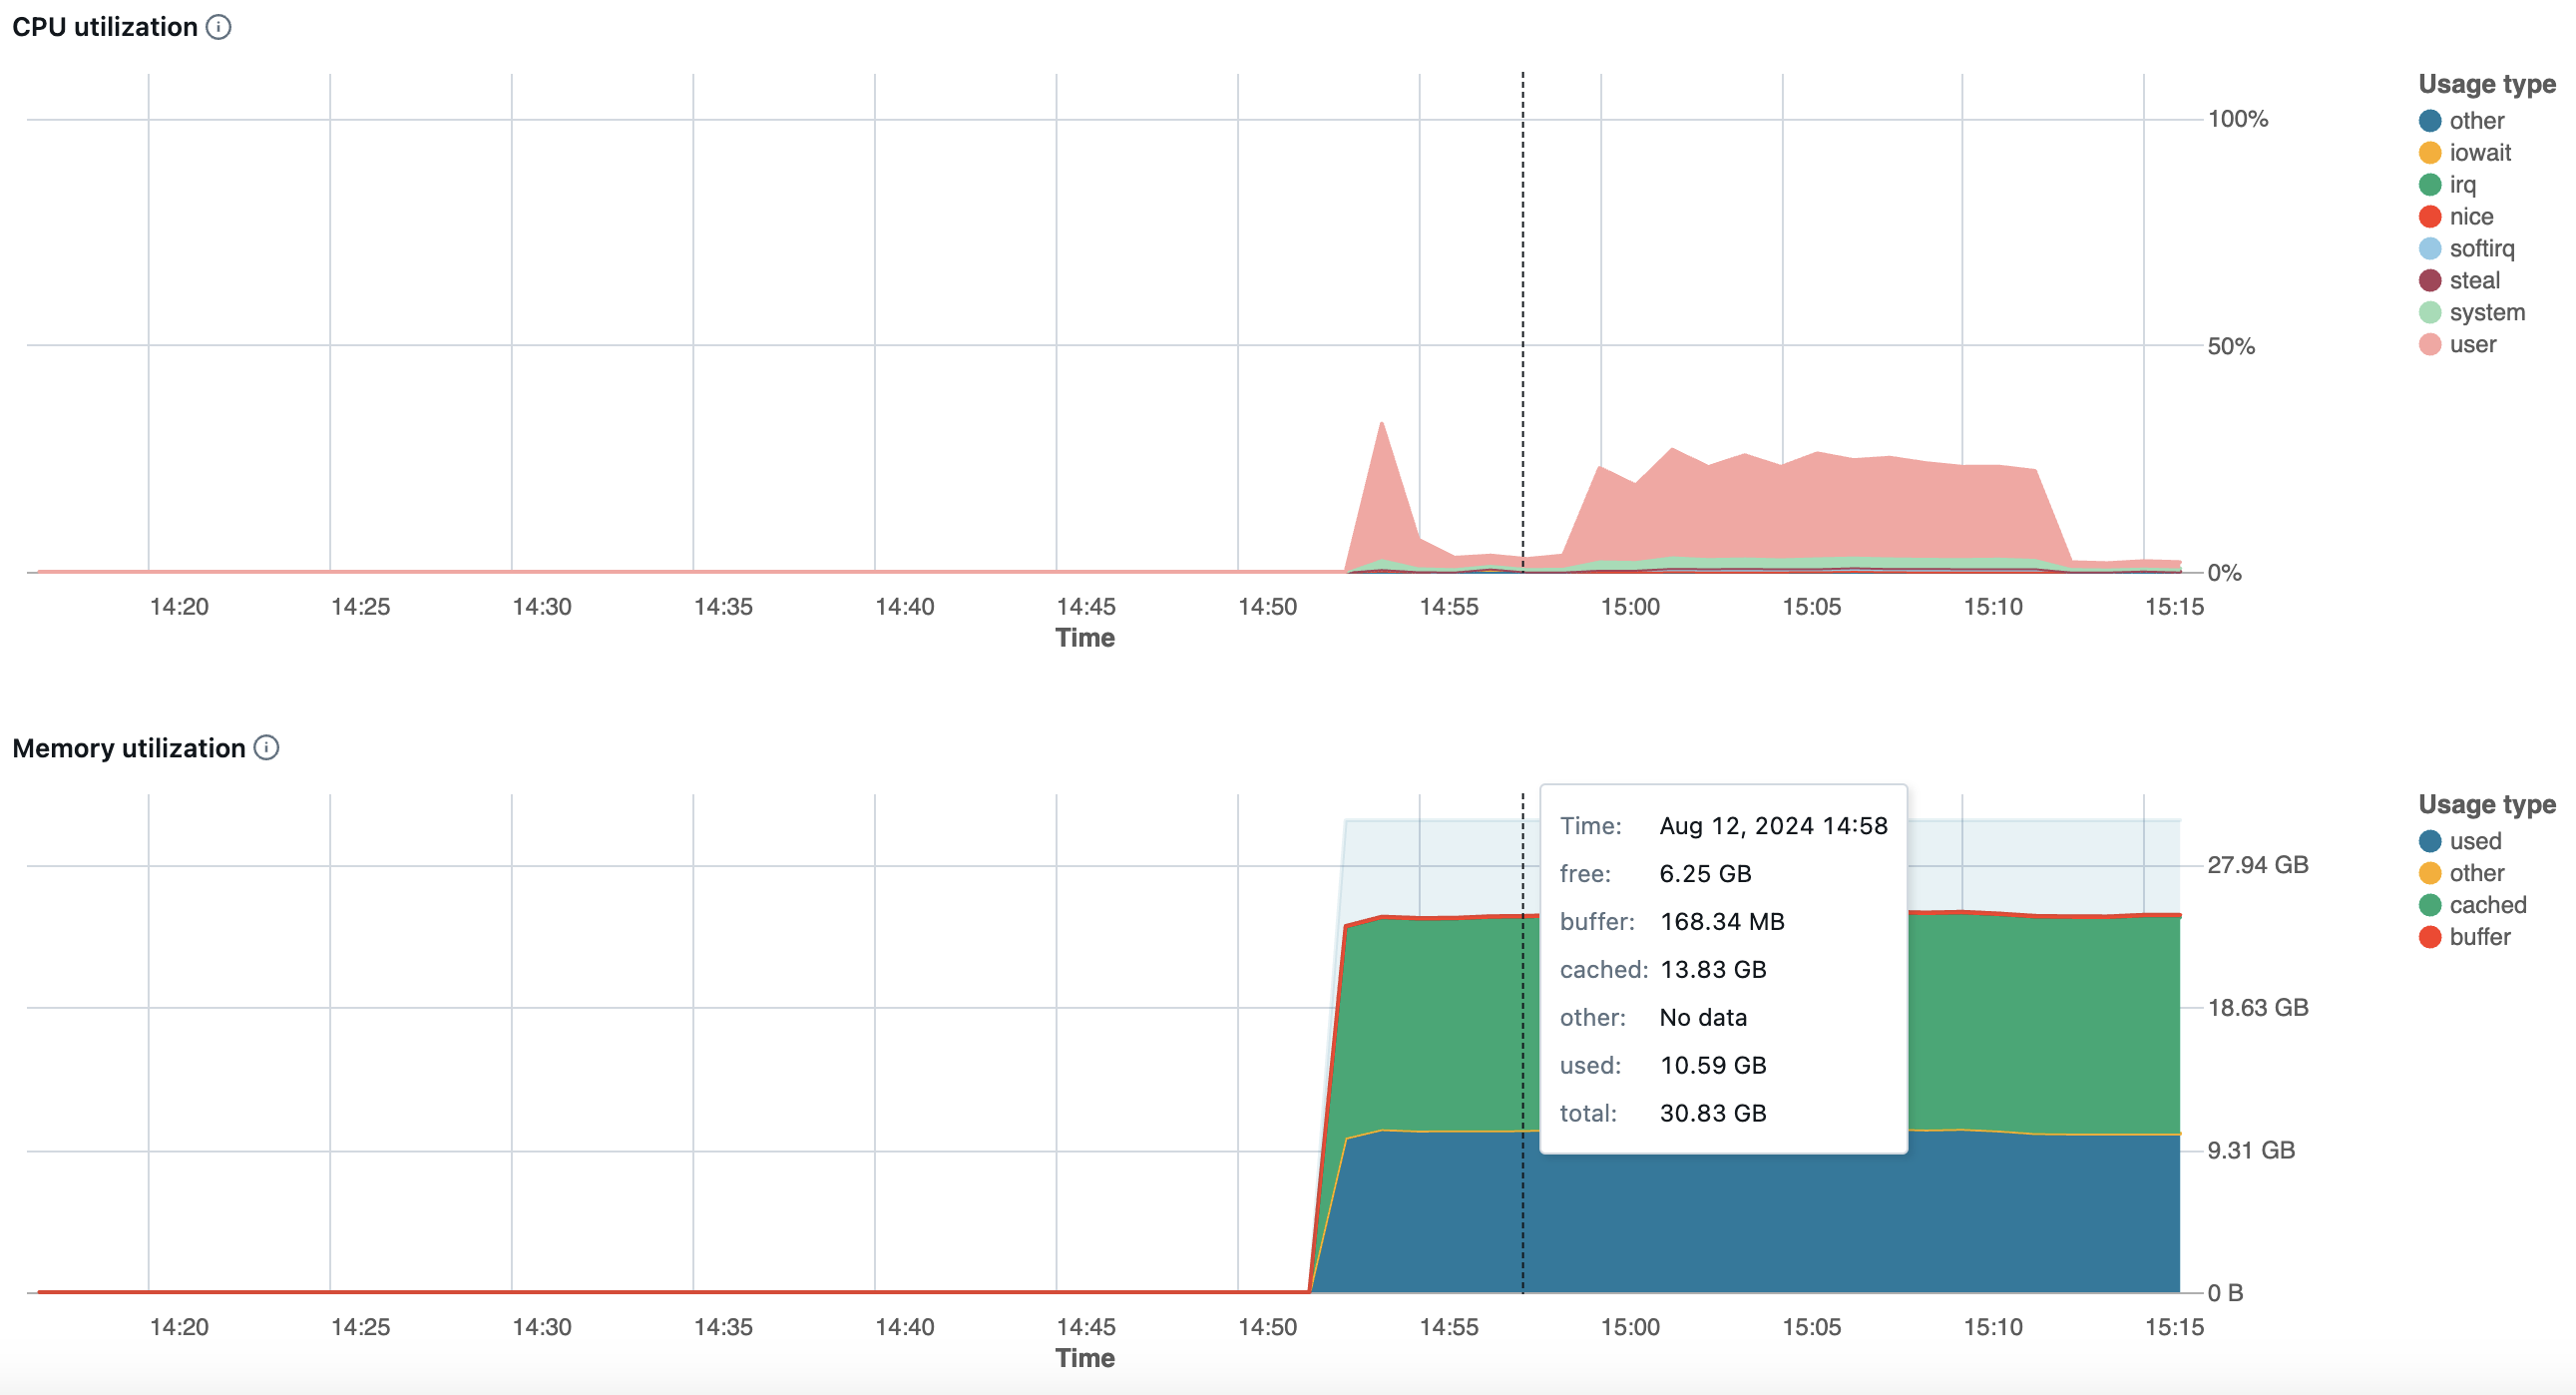 CPU utilization
Usage type
other
iowait
irq
nice
softirq
steal
system
user
100%
50%
0%
14:20 14:25 14:30 14:35 14:40 14:45 14:50 14:55 15:00 15:05 15:10 15:15
Time
Memory utilization
Usage type
used
other
cached
buffer
Time: Aug 12, 2024 14:58
free: 6.25 GB
buffer: 168.34 MB
cached: 13.83 GB
other: No data
used: 10.59 GB
total: 30.83 GB
27.94 GB
18.63 GB
9.31 GB
0 B
14:20 14:25 14:30 14:35 14:40 14:45 14:50 14:55 15:00 15:05 15:10 15:15
Time